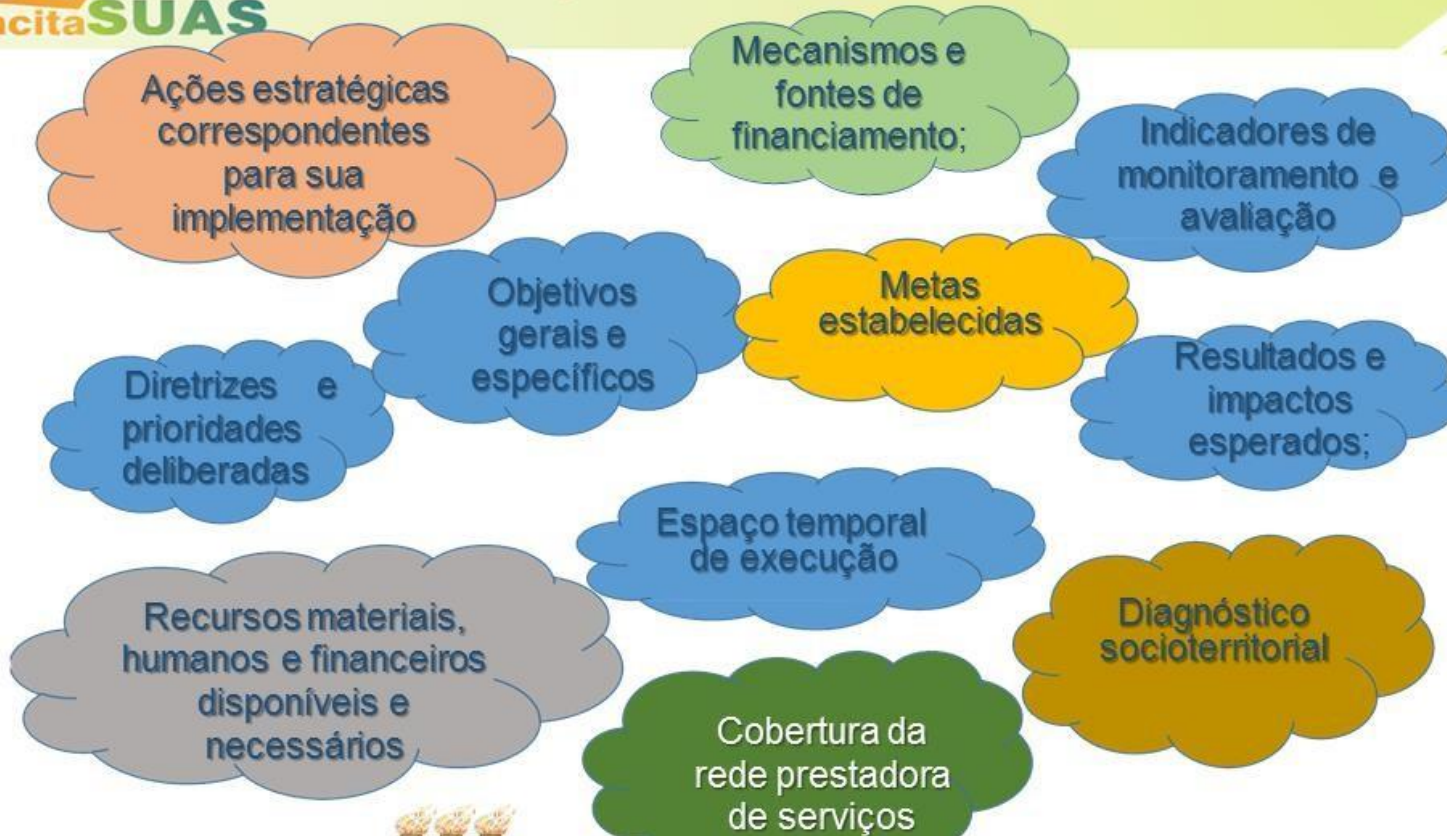 acitaSUAS
Ações estratégicas
correspondentes
para sua
implementação
Mecanismos e
fontes de
financiamento;
Indicadores de
monitoramento e
avaliação
Objetivos
gerais e
específicos
Metas
estabelecidas
Diretrizes e
prioridades
deliberadas
Resultados e
impactos
esperados;
Espaço temporal
de execução
Recursos materiais,
humanos e financeiros
disponíveis e
necessários
Diagnóstico
socioterritorial
Cobertura da
rede prestadora
de serviços